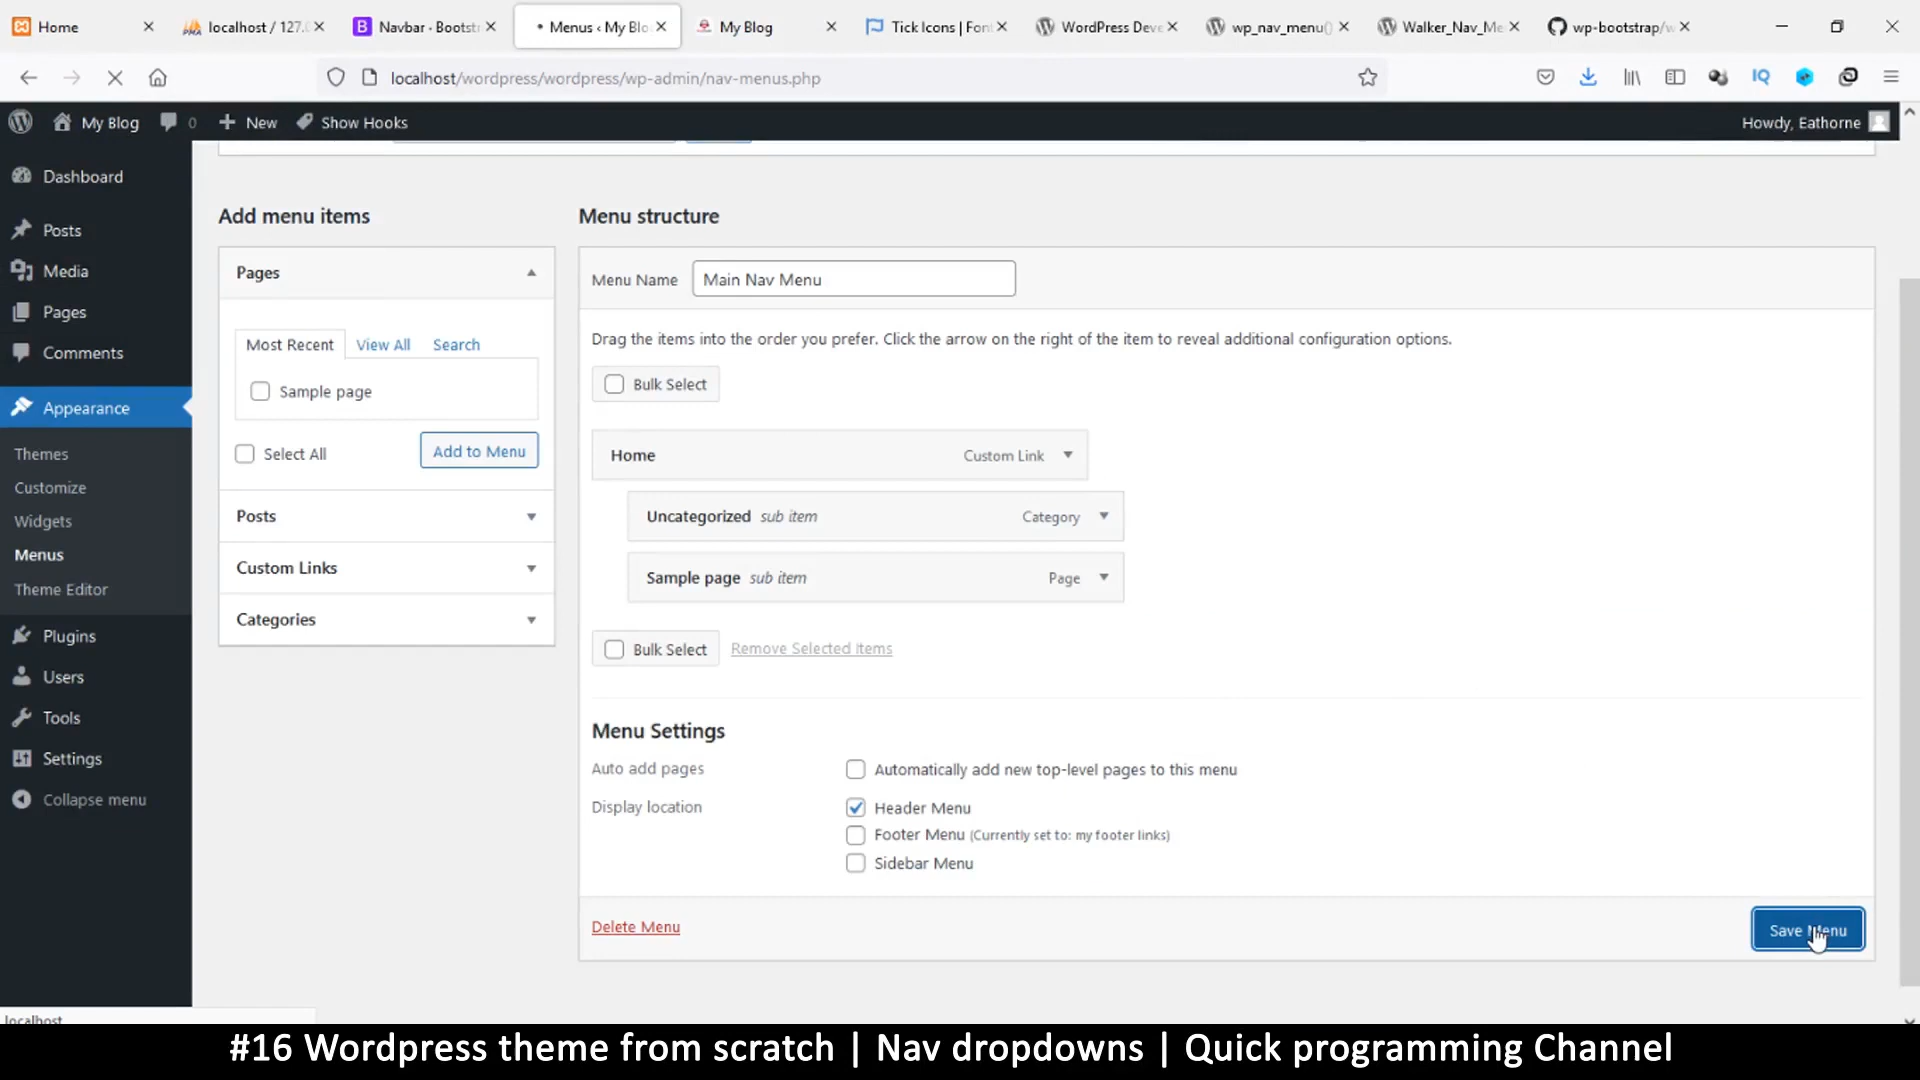 Home
localhost / 127.0
Navbar · Bootstr
Menus ‹ My Blo
My Blog
Tick Icons | Fon
WordPress Deve
wp_nav_menu()
Walker_Nav_Me
wp-bootstrap/w
localhost/wordpress/wordpress/wp-admin/nav-menus.php
IQ
My Blog
0
New
Show Hooks
Howdy, Eathorne
Dashboard
Posts
Media
Pages
Comments
Appearance
Themes
Customize
Widgets
Menus
Theme Editor
Plugins
Users
Tools
Settings
Collapse menu
Add menu items
Pages
Most Recent
View All
Search
Sample page
Select All
Add to Menu
Posts
Custom Links
Categories
Menu structure
Menu Name
Main Nav Menu
Drag the items into the order you prefer. Click the arrow on the right of the item to reveal additional configuration options.
Bulk Select
Home
Custom Link
Uncategorized sub item
Category
Sample page sub item
Page
Bulk Select
Remove Selected Items
Menu Settings
Auto add pages
Automatically add new top-level pages to this menu
Display location
Header Menu
Footer Menu (Currently set to: my footer links)
Sidebar Menu
Delete Menu
Save Menu
localhost
#16 Wordpress theme from scratch | Nav dropdowns | Quick programming Channel